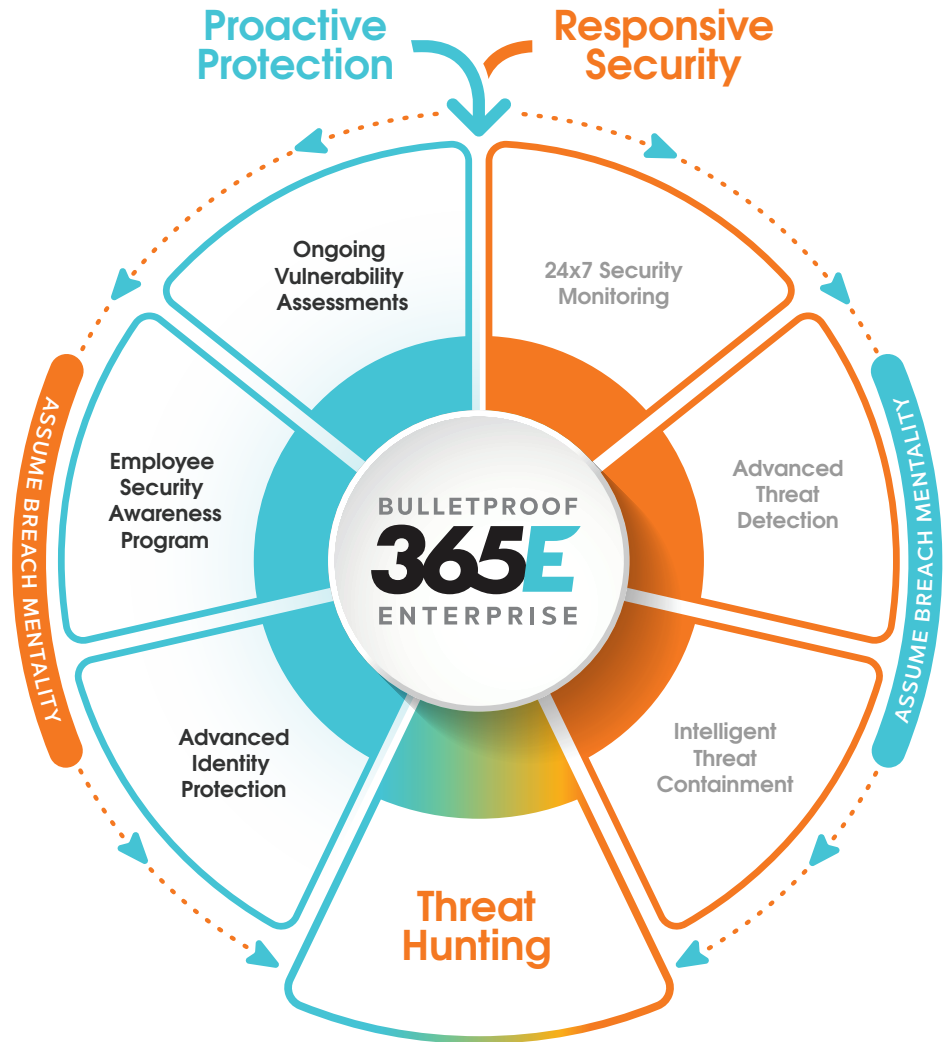 Proactive
Protection
Responsive
Security
Ongoing
Vulnerability
Assessments
24x7 Security
Monitoring
ASSUME BREACH MENTALITY
Employee
Security
Awareness
Program
BULLETPROOF
365E
ENTERPRISE
Advanced
Threat
Detection
ASSUME BREACH MENTALITY
Advanced
Identity
Protection
Intelligent
Threat
Containment
Threat
Hunting